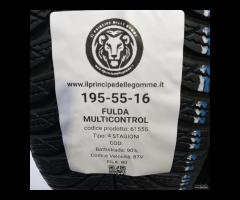 IL PRINCIPE DELLE GOMME
www.ilprincipedellegomme.it
195-55-16
FULDA
MULTICONTROL
codice prodotto: 61555
Tipo: 4 STAGIONI
COD:
Battistrada: 90%
Codice Velocità: 87V